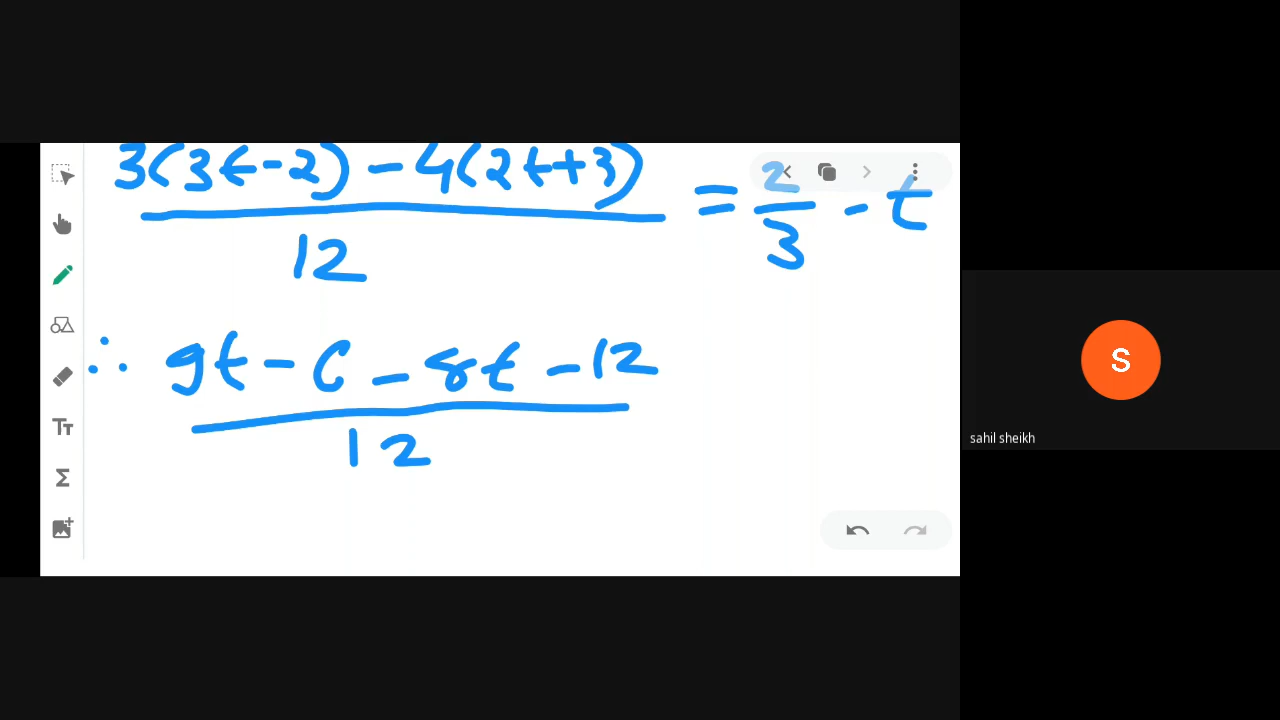 3(3t-2) - 4(2t+3) / 12 = 2/3 - t
∴ 9t - 6 - 8t - 12 / 12
S
sahil sheikh